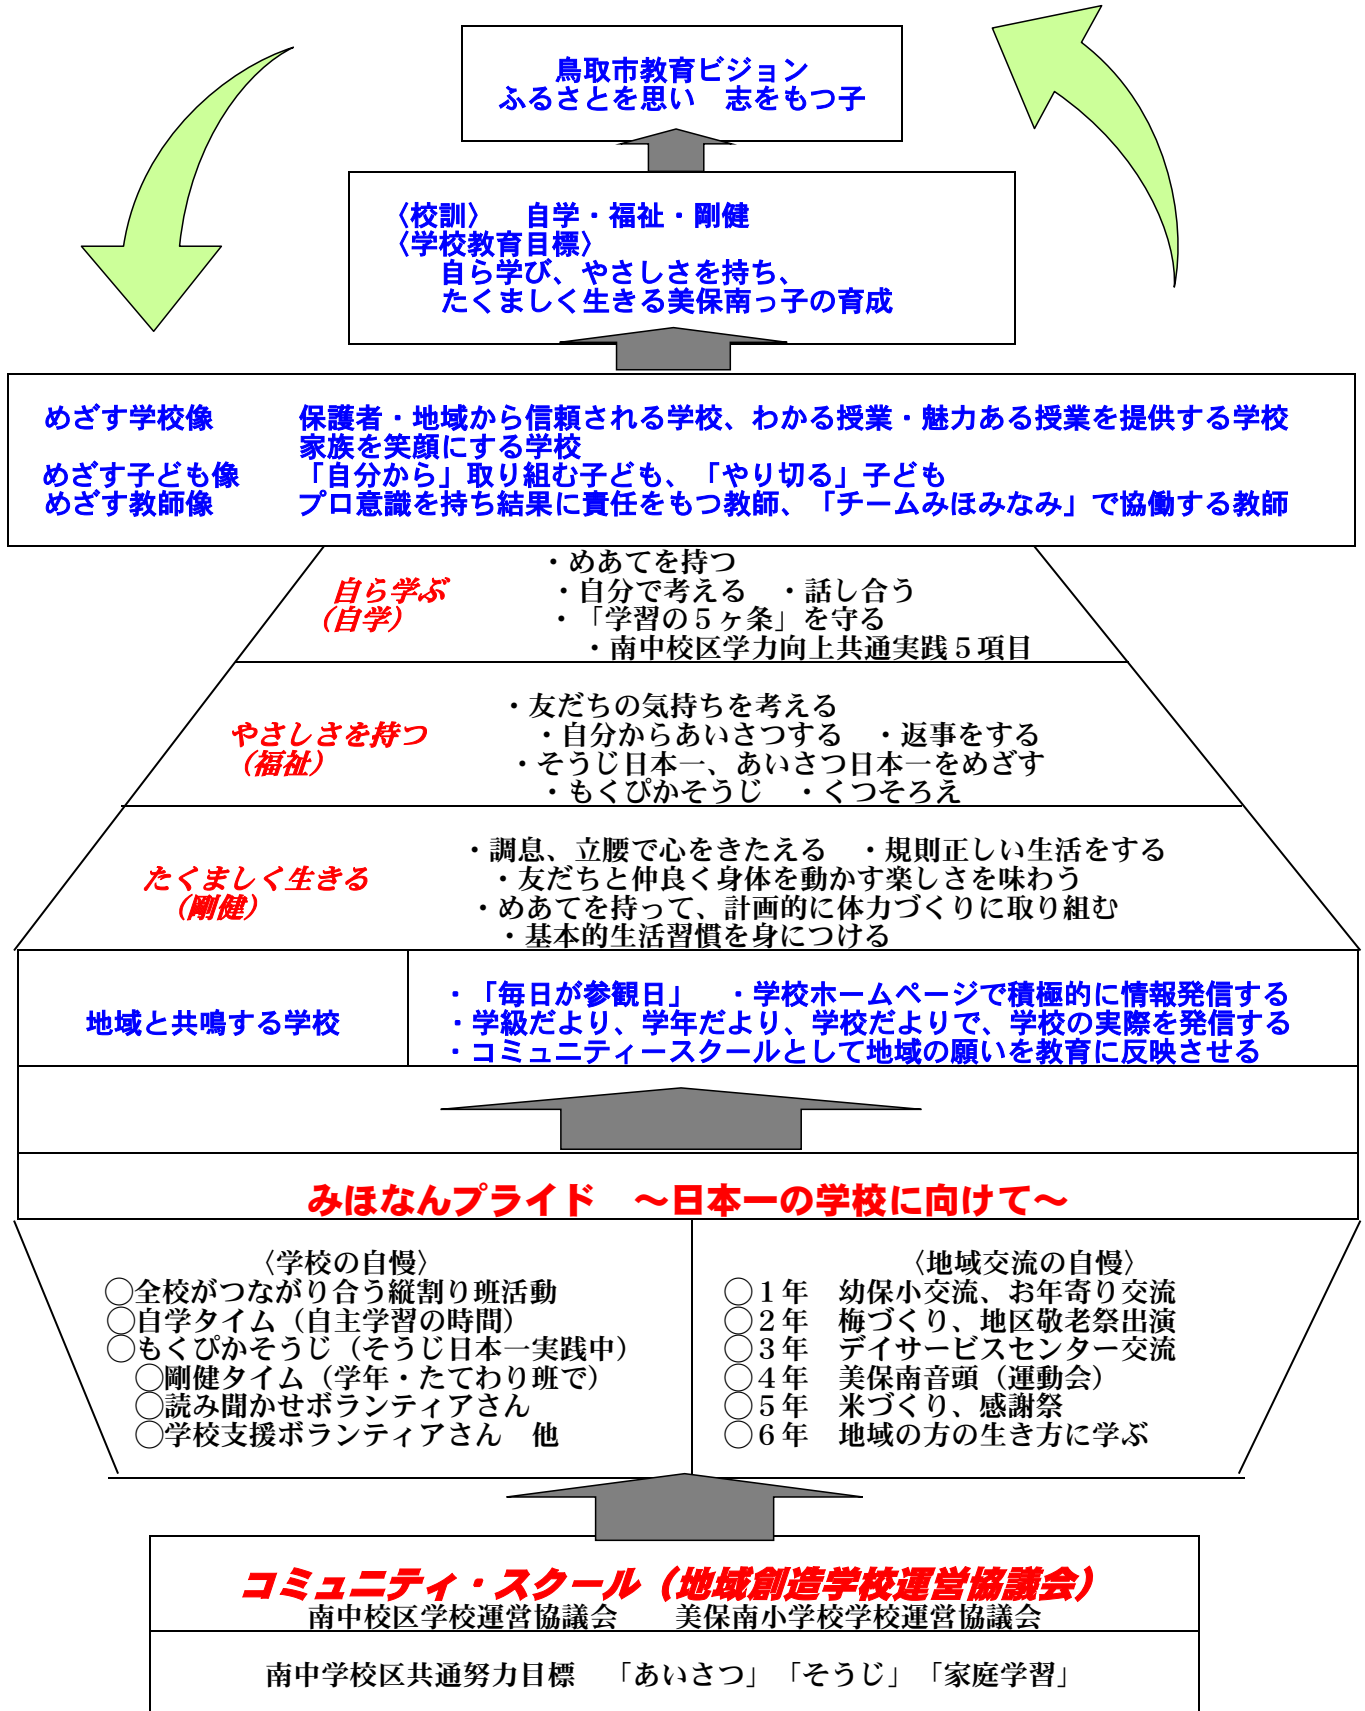 鳥取市教育ビジョン
ふるさとを思い　志をもつ子
〈校訓〉　自学・福祉・剛健
〈学校教育目標〉
自ら学び、やさしさを持ち、
たくましく生きる美保南っ子の育成
めざす学校像　　　保護者・地域から信頼される学校、わかる授業・魅力ある授業を提供する学校
家族を笑顔にする学校
めざす子ども像　　「自分から」取り組む子ども、「やり切る」子ども
めざす教師像　　　プロ意識を持ち結果に責任をもつ教師、「チームみほみなみ」で協働する教師
自ら学ぶ
（自学）
・めあてを持つ
・自分で考える　・話し合う
・「学習の５ヶ条」を守る
・南中校区学力向上共通実践５項目
やさしさを持つ
（福祉）
・友だちの気持ちを考える
・自分からあいさつする　・返事をする
・そうじ日本一、あいさつ日本一をめざす
・もくぴかそうじ　・くつそろえ
たくましく生きる
（剛健）
・調息、立腰で心をきたえる　・規則正しい生活をする
・友だちと仲良く身体を動かす楽しさを味わう
・めあてを持って、計画的に体力づくりに取り組む
・基本的生活習慣を身につける
地域と共鳴する学校
・「毎日が参観日」　・学校ホームページで積極的に情報発信する
・学級だより、学年だより、学校だよりで、学校の実際を発信する
・コミュニティースクールとして地域の願いを教育に反映させる
みほなんプライド　～日本一の学校に向けて～
〈学校の自慢〉
○全校がつながり合う縦割り班活動
○自学タイム（自主学習の時間）
○もくぴかそうじ（そうじ日本一実践中）
○剛健タイム（学年・たてわり班で）
○読み聞かせボランティアさん
○学校支援ボランティアさん　他
〈地域交流の自慢〉
○１年　幼保小交流、お年寄り交流
○２年　梅づくり、地区敬老祭出演
○３年　デイサービスセンター交流
○４年　美保南音頭（運動会）
○５年　米づくり、感謝祭
○６年　地域の方の生き方に学ぶ
コミュニティ・スクール（地域創造学校運営協議会）
南中校区学校運営協議会　　美保南小学校学校運営協議会
南中学校区共通努力目標　「あいさつ」「そうじ」「家庭学習」